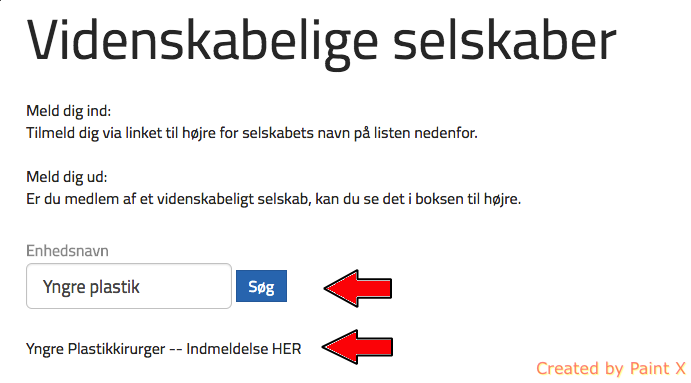 Videnskabelige selskaber
Meld dig ind:
Tilmeld dig via linket til højre for selskabets navn på listen nedenfor.
Meld dig ud:
Er du medlem af et videnskabeligt selskab, kan du se det i boksen til højre.
Enhedsnavn
Yngre plastik Søg
Yngre Plastikkirurger -- Indmeldelse HER
Created by Paint X